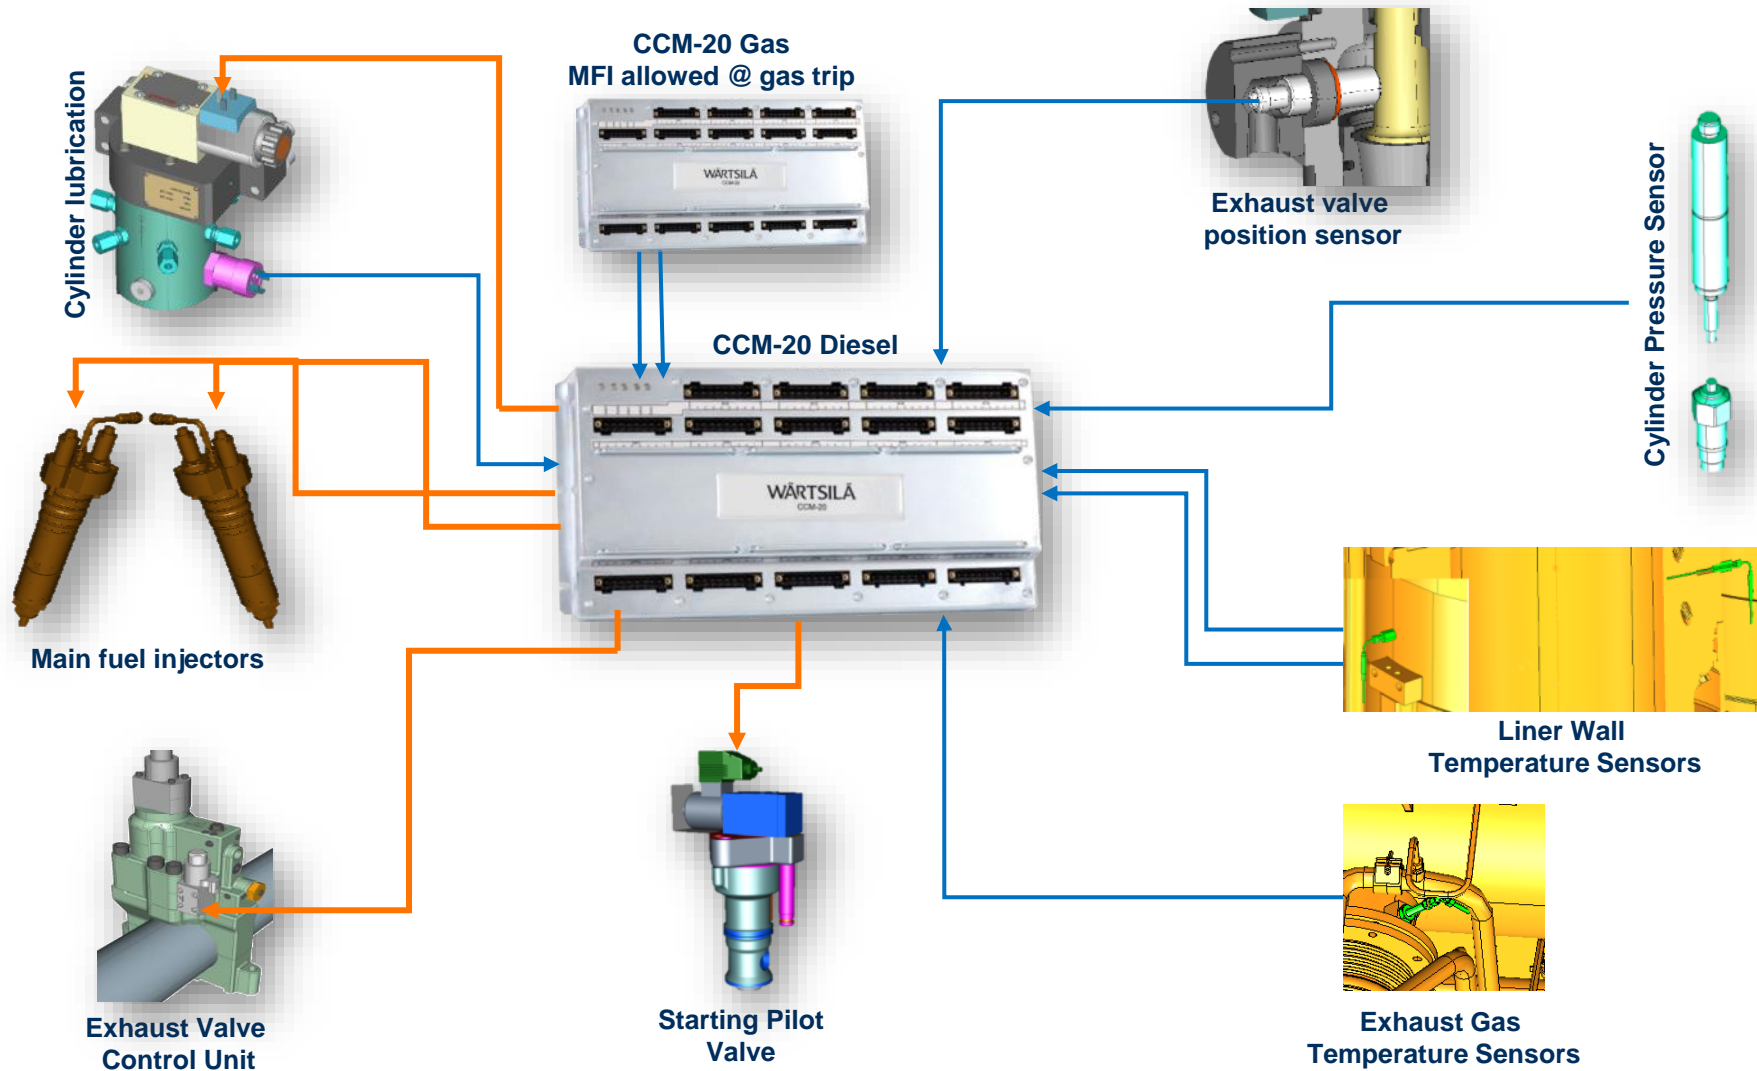 CCM-20 Gas
MFI allowed @ gas trip
Cylinder lubrication
WÄRTSILÄ
CCM-20
Exhaust valve
position sensor
Cylinder Pressure Sensor
CCM-20 Diesel
WÄRTSILÄ
CCM-20
Main fuel injectors
Liner Wall
Temperature Sensors
Exhaust Valve
Control Unit
Starting Pilot
Valve
Exhaust Gas
Temperature Sensors